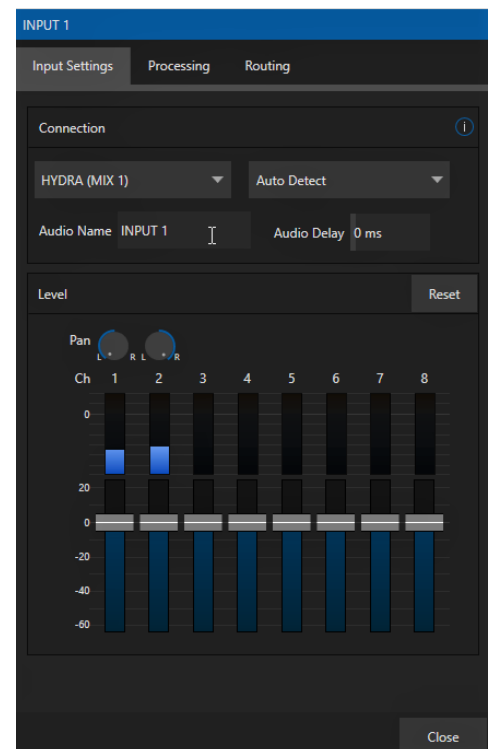 INPUT 1
Input Settings Processing Routing
Connection i
HYDRA (MIX 1) Auto Detect
Audio Name INPUT 1 Audio Delay 0 ms
Level Reset
Pan L R L R
Ch 1 2 3 4 5 6 7 8
0
20
0
-20
-40
-60
Close